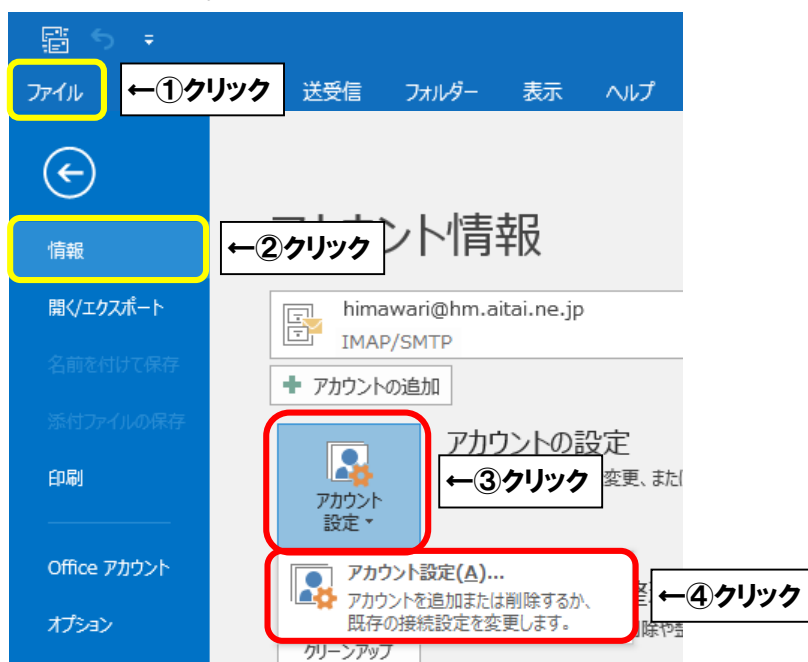 ファイル
←①クリック
送受信
フォルダー
表示
ヘルプ
情報
←②クリック
ント情報
開く/エクスポート
himawari@hm.aitai.ne.jp
IMAP/SMTP
名前を付けて保存
アカウントの追加
添付ファイルの保存
アカウントの設定
印刷
←③クリック
変更、また
アカウント
設定
Office アカウント
アカウント設定(A)...
アカウントを追加または削除するか、
既存の接続設定を変更します。
←④クリック
オプション
除や整
クリーンアップ